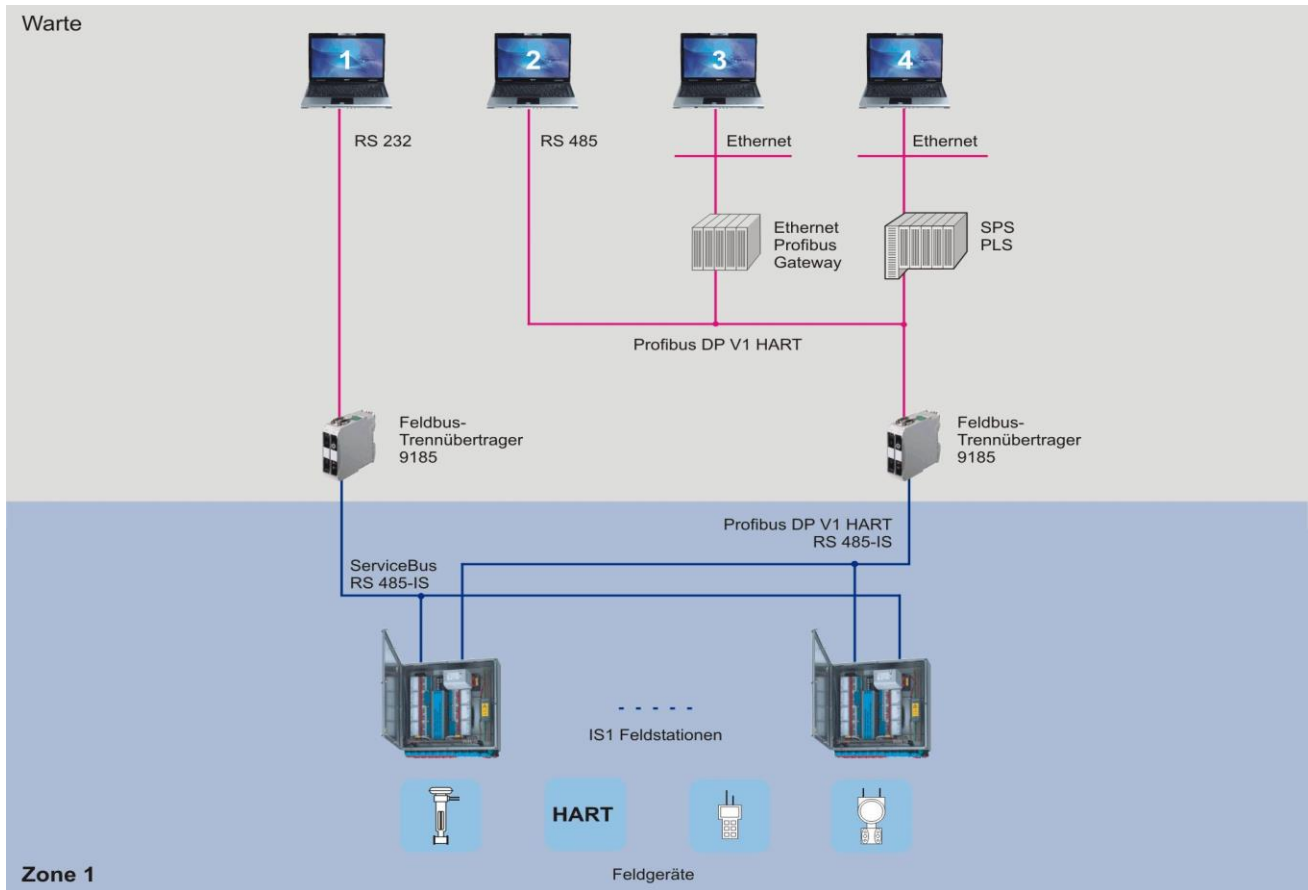 Warte
1
2
3
4
RS 232
RS 485
Ethernet
Ethernet
Ethernet
Profibus
Gateway
SPS
PLS
Profibus DP V1 HART
Feldbus-
Trennübertrager
9185
Feldbus-
Trennübertrager
9185
Profibus DP V1 HART
RS 485-IS
ServiceBus
RS 485-IS
IS1 Feldstationen
HART
Feldgeräte
Zone 1